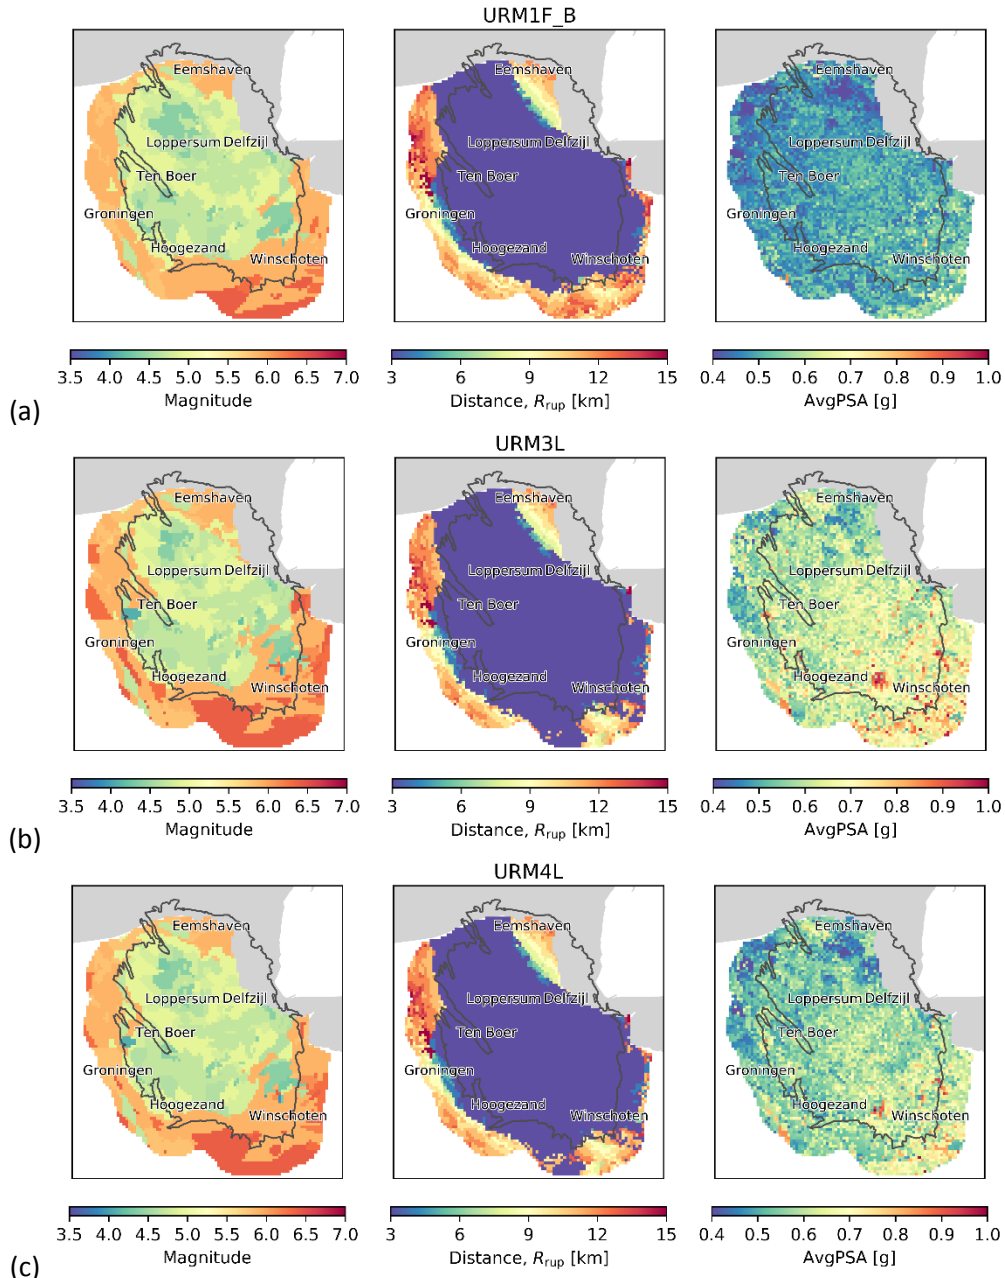 URM1F_B
Eemshaven
Loppersum Delfzijl
Ten Boer
Groningen
Hoogezand
Winschoten
Eemshaven
Loppersum Delfzijl
Ten Boer
Groningen
Hoogezand
Winschoten
Eemshaven
Loppersum Delfzijl
Ten Boer
Groningen
Hoogezand
Winschoten
3.5 4.0 4.5 5.0 5.5 6.0 6.5 7.0
Magnitude
3 6 9 12 15
Distance, Rrup [km]
0.4 0.5 0.6 0.7 0.8 0.9 1.0
AvgPSA [g]
(a)
URM3L
Eemshaven
Loppersum Delfzijl
Ten Boer
Groningen
Hoogezand
Winschoten
Eemshaven
Loppersum Delfzijl
Ten Boer
Groningen
Hoogezand
Winschoten
Eemshaven
Loppersum Delfzijl
Ten Boer
Groningen
Hoogezand
Winschoten
3.5 4.0 4.5 5.0 5.5 6.0 6.5 7.0
Magnitude
3 6 9 12 15
Distance, Rrup [km]
0.4 0.5 0.6 0.7 0.8 0.9 1.0
AvgPSA [g]
(b)
URM4L
Eemshaven
Loppersum Delfzijl
Ten Boer
Groningen
Hoogezand
Winschoten
Eemshaven
Loppersum Delfzijl
Ten Boer
Groningen
Hoogezand
Winschoten
Eemshaven
Loppersum Delfzijl
Ten Boer
Groningen
Hoogezand
Winschoten
3.5 4.0 4.5 5.0 5.5 6.0 6.5 7.0
Magnitude
3 6 9 12 15
Distance, Rrup [km]
0.4 0.5 0.6 0.7 0.8 0.9 1.0
AvgPSA [g]
(c)